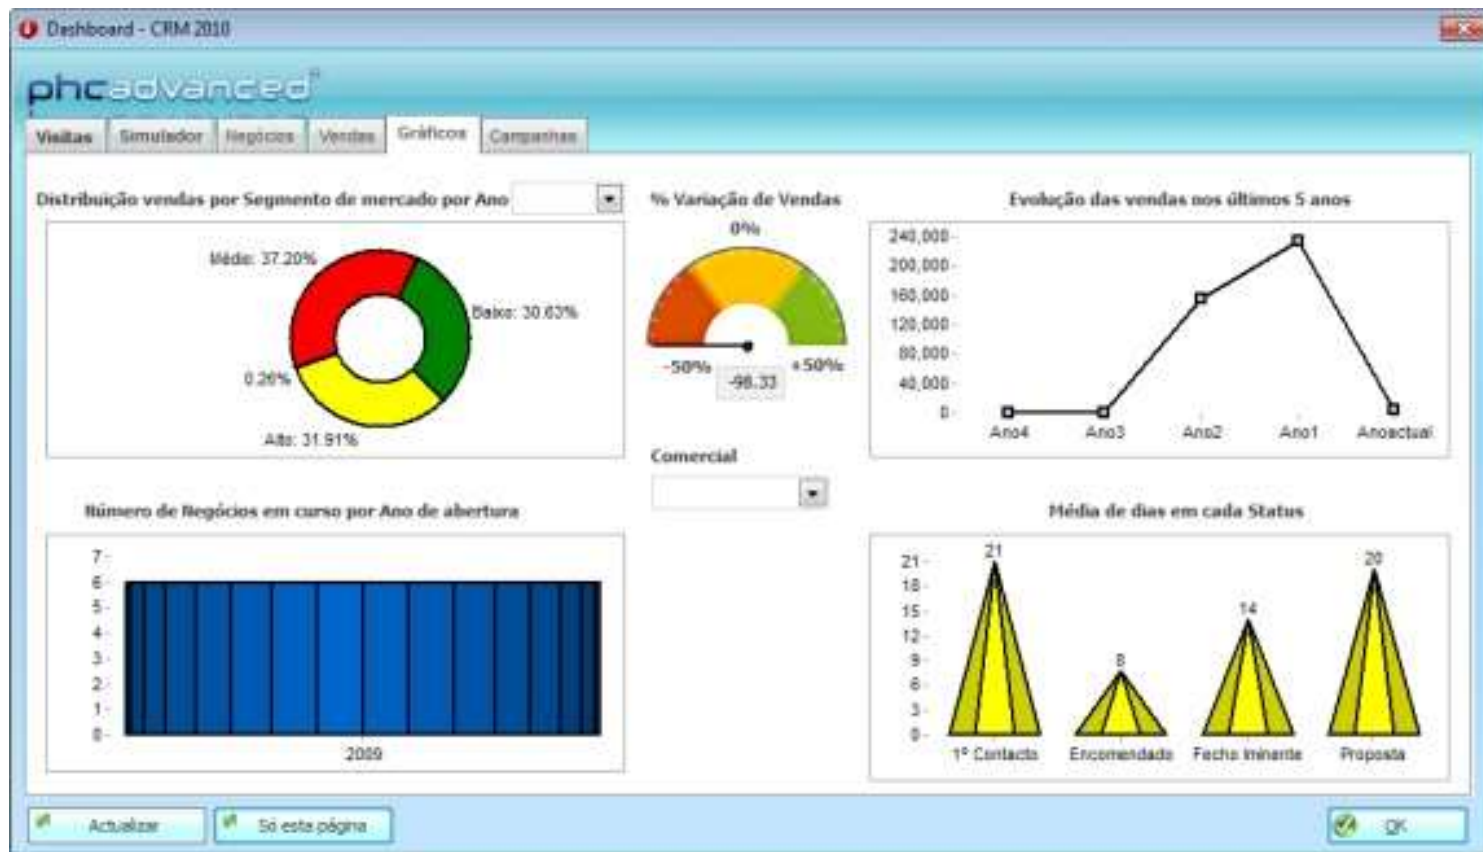 Dashboard - CRM 2010
phcadvanced
Visitas Simulador Negócios Vendas Gráficos Campanhas
Distribuição vendas por Segmento de mercado por Ano
Médio: 37.20%
Baixo: 30.63%
0.26%
Alto: 31.91%
% Variação de Vendas
0%
-50% +50%
-98.33
Comercial
Evolução das vendas nos últimos 5 anos
240,000
200,000
160,000
120,000
80,000
40,000
0
Ano4 Ano3 Ano2 Ano1 Anoactual
Número de Negócios em curso por Ano de abertura
7
6
5
4
3
2
1
0
2009
Média de dias em cada Status
21
18
15
12
9
6
3
0
21 8 14 20
1º Contacto Encomendado Fecho Iminente Proposta
Actualizar Só esta página OK